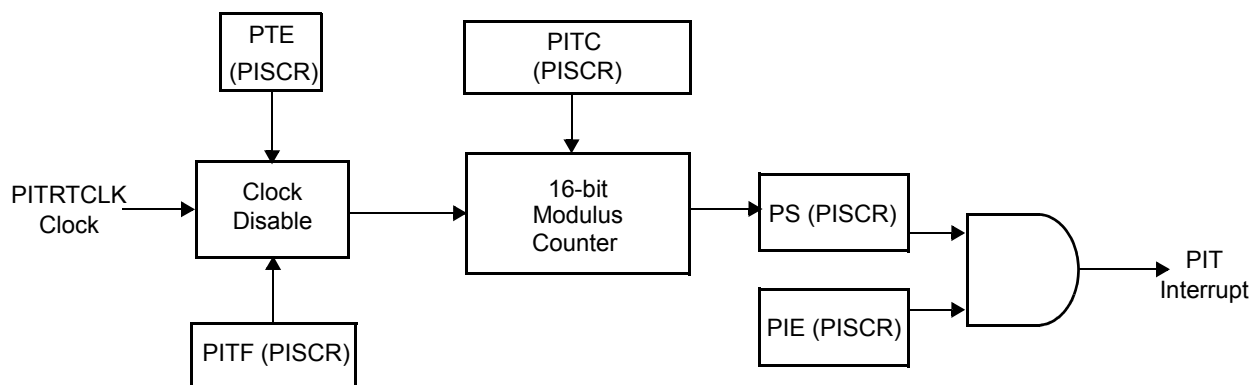 PTE
(PISCR)
PITC
(PISCR)
PITRTCLK
Clock
Clock
Disable
16-bit
Modulus
Counter
PS (PISCR)
PIE (PISCR)
PIT
Interrupt
PITF (PISCR)